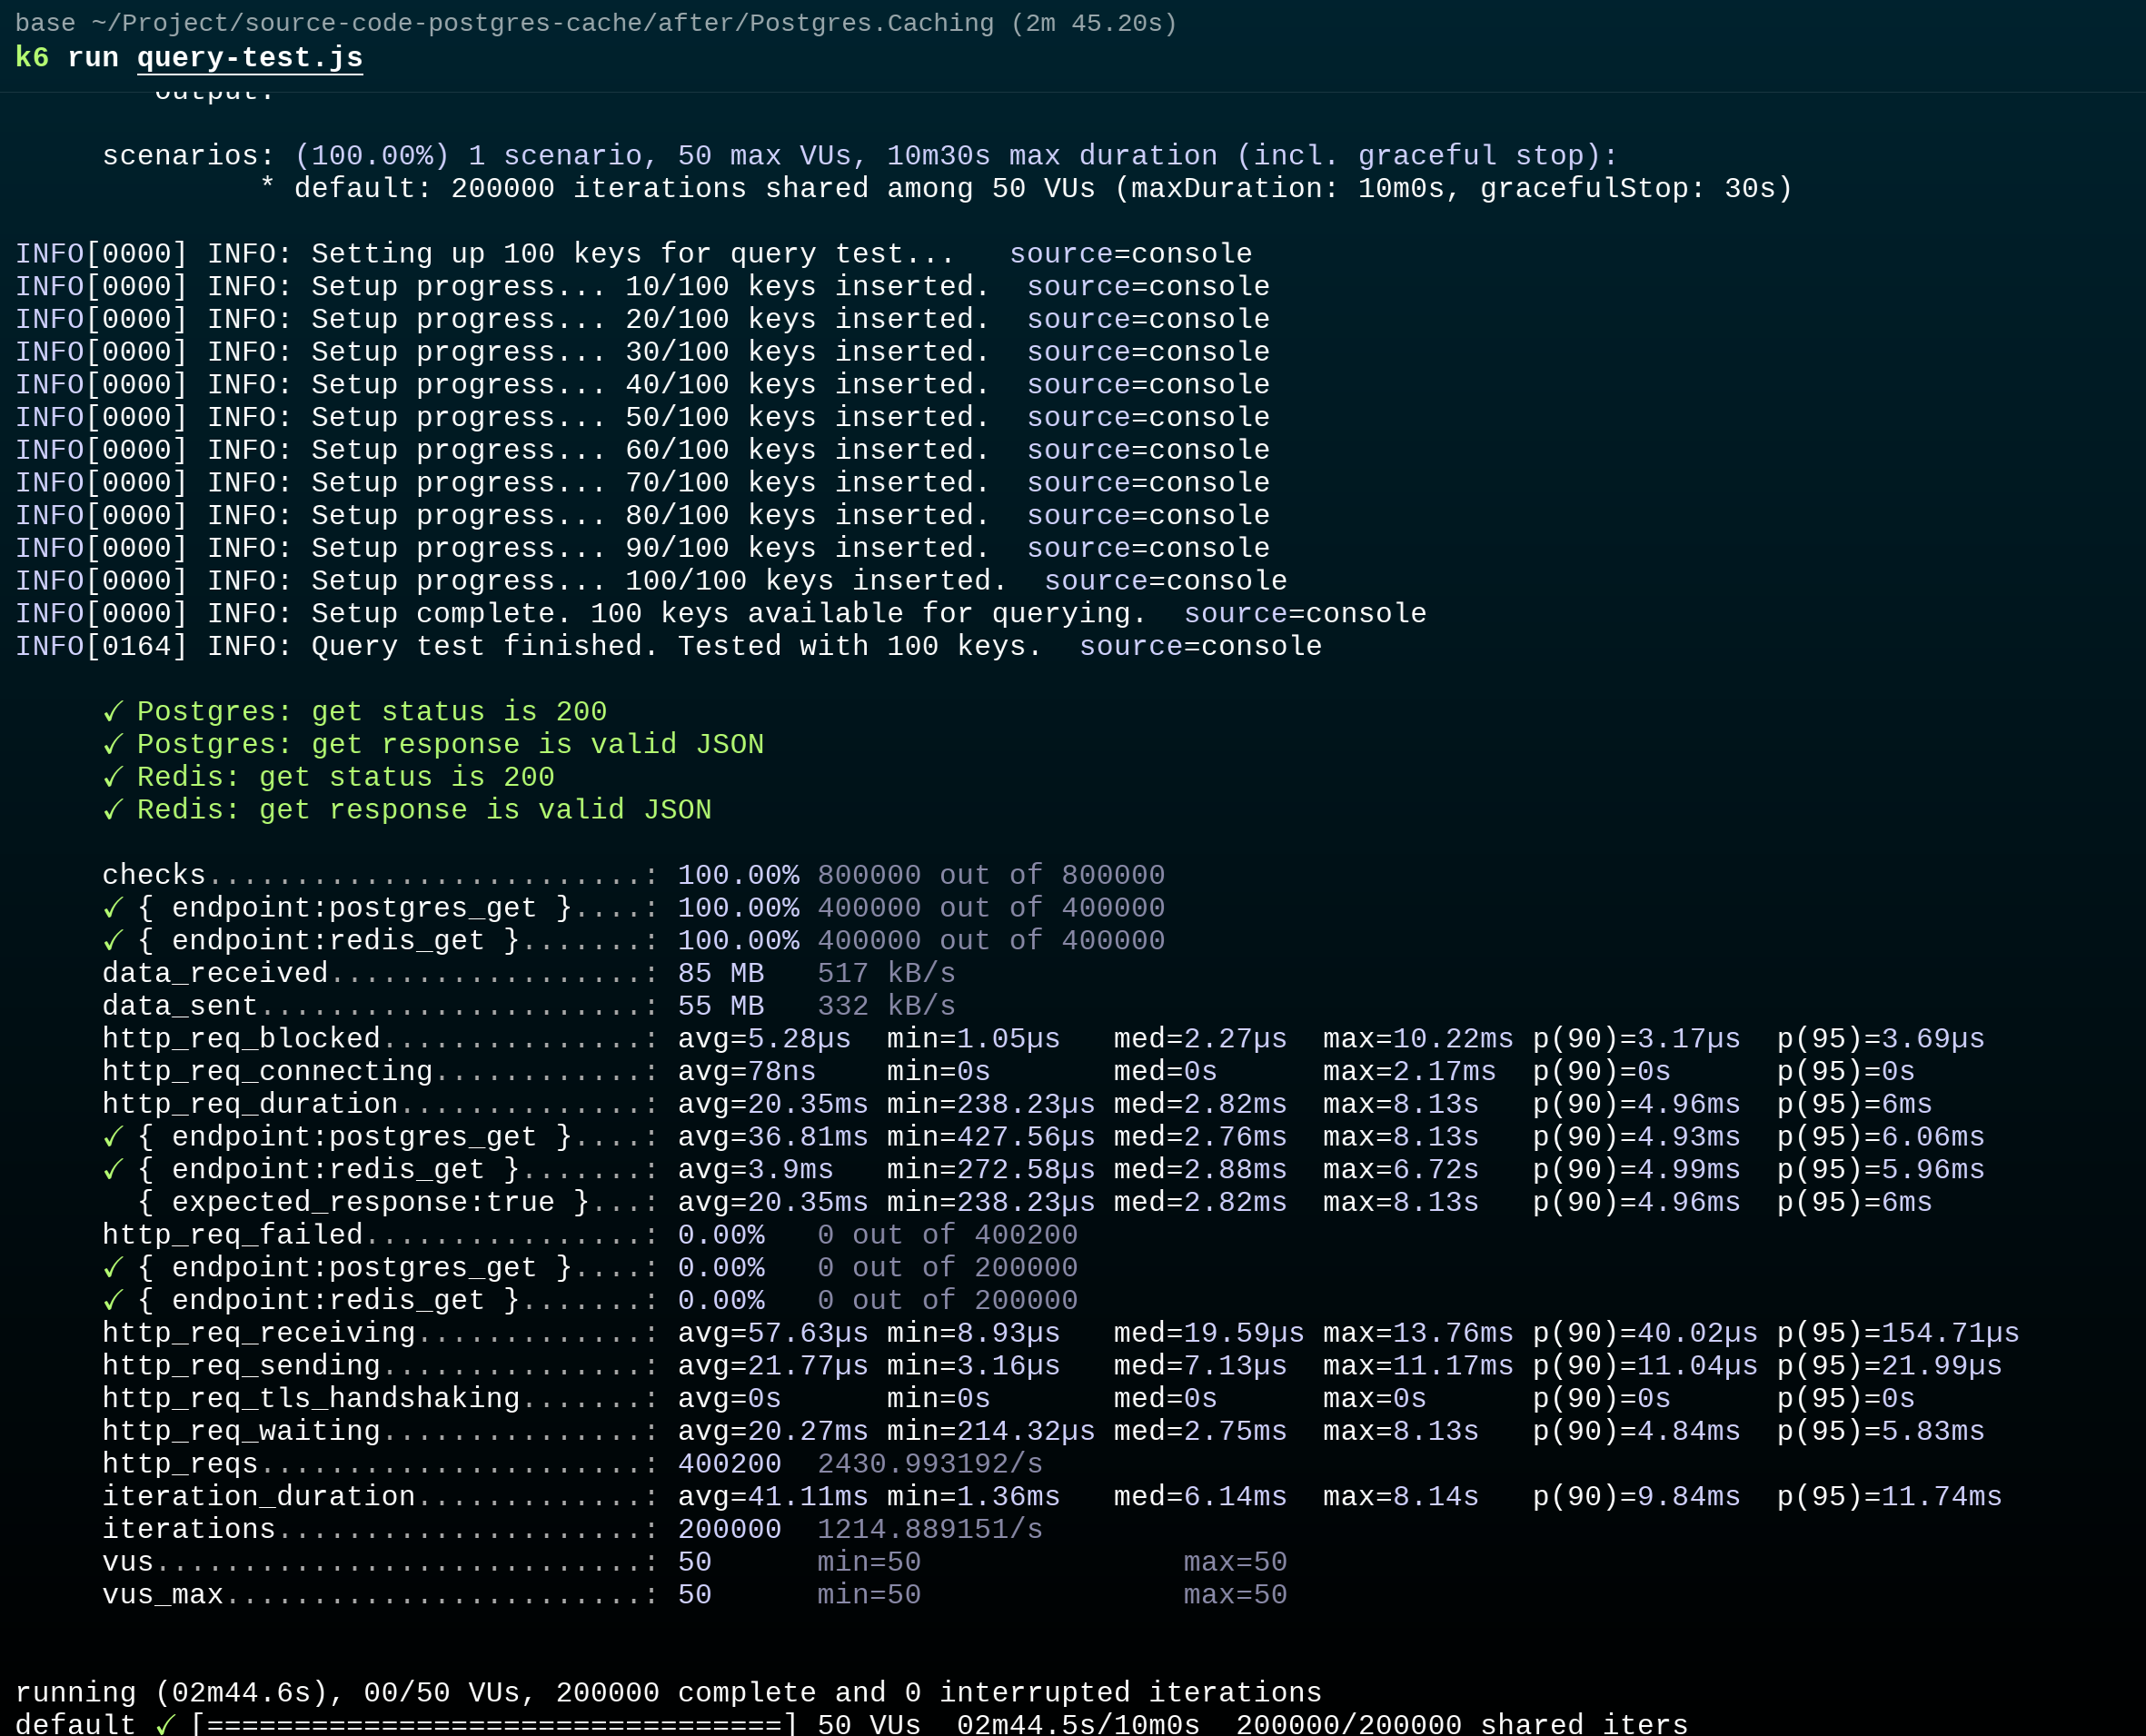 base ~/Project/source-code-postgres-cache/after/Postgres.Caching (2m 45.20s)
k6 run query-test.js
output:
scenarios: (100.00%) 1 scenario, 50 max VUs, 10m30s max duration (incl. graceful stop):
* default: 200000 iterations shared among 50 VUs (maxDuration: 10m0s, gracefulStop: 30s)
INFO[0000] INFO: Setting up 100 keys for query test...   source=console
INFO[0000] INFO: Setup progress... 10/100 keys inserted.  source=console
INFO[0000] INFO: Setup progress... 20/100 keys inserted.  source=console
INFO[0000] INFO: Setup progress... 30/100 keys inserted.  source=console
INFO[0000] INFO: Setup progress... 40/100 keys inserted.  source=console
INFO[0000] INFO: Setup progress... 50/100 keys inserted.  source=console
INFO[0000] INFO: Setup progress... 60/100 keys inserted.  source=console
INFO[0000] INFO: Setup progress... 70/100 keys inserted.  source=console
INFO[0000] INFO: Setup progress... 80/100 keys inserted.  source=console
INFO[0000] INFO: Setup progress... 90/100 keys inserted.  source=console
INFO[0000] INFO: Setup progress... 100/100 keys inserted.  source=console
INFO[0000] INFO: Setup complete. 100 keys available for querying.  source=console
INFO[0164] INFO: Query test finished. Tested with 100 keys.  source=console
✓ Postgres: get status is 200
✓ Postgres: get response is valid JSON
✓ Redis: get status is 200
✓ Redis: get response is valid JSON
checks.........................: 100.00% 800000 out of 800000
✓ { endpoint:postgres_get }....: 100.00% 400000 out of 400000
✓ { endpoint:redis_get }.......: 100.00% 400000 out of 400000
data_received..................: 85 MB   517 kB/s
data_sent......................: 55 MB   332 kB/s
http_req_blocked...............: avg=5.28µs  min=1.05µs   med=2.27µs  max=10.22ms p(90)=3.17µs  p(95)=3.69µs
http_req_connecting............: avg=78ns    min=0s       med=0s      max=2.17ms  p(90)=0s      p(95)=0s
http_req_duration..............: avg=20.35ms min=238.23µs med=2.82ms  max=8.13s   p(90)=4.96ms  p(95)=6ms
✓ { endpoint:postgres_get }....: avg=36.81ms min=427.56µs med=2.76ms  max=8.13s   p(90)=4.93ms  p(95)=6.06ms
✓ { endpoint:redis_get }.......: avg=3.9ms   min=272.58µs med=2.88ms  max=6.72s   p(90)=4.99ms  p(95)=5.96ms
{ expected_response:true }...: avg=20.35ms min=238.23µs med=2.82ms  max=8.13s   p(90)=4.96ms  p(95)=6ms
http_req_failed................: 0.00%   0 out of 400200
✓ { endpoint:postgres_get }....: 0.00%   0 out of 200000
✓ { endpoint:redis_get }.......: 0.00%   0 out of 200000
http_req_receiving.............: avg=57.63µs min=8.93µs   med=19.59µs max=13.76ms p(90)=40.02µs p(95)=154.71µs
http_req_sending...............: avg=21.77µs min=3.16µs   med=7.13µs  max=11.17ms p(90)=11.04µs p(95)=21.99µs
http_req_tls_handshaking.......: avg=0s      min=0s       med=0s      max=0s      p(90)=0s      p(95)=0s
http_req_waiting...............: avg=20.27ms min=214.32µs med=2.75ms  max=8.13s   p(90)=4.84ms  p(95)=5.83ms
http_reqs......................: 400200  2430.993192/s
iteration_duration.............: avg=41.11ms min=1.36ms   med=6.14ms  max=8.14s   p(90)=9.84ms  p(95)=11.74ms
iterations.....................: 200000  1214.889151/s
vus............................: 50      min=50               max=50
vus_max........................: 50      min=50               max=50
running (02m44.6s), 00/50 VUs, 200000 complete and 0 interrupted iterations
default ✓ [=================================] 50 VUs  02m44.5s/10m0s  200000/200000 shared iters